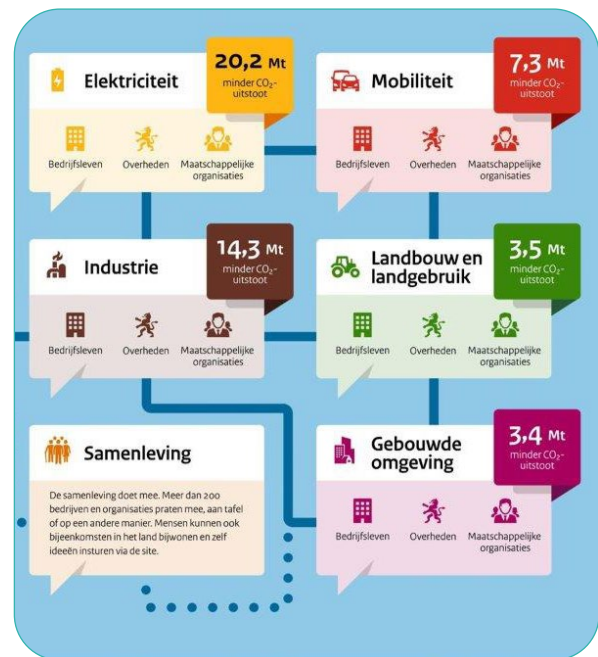 Elektriciteit
20,2 Mt
minder CO₂-
uitstoot
Bedrijfsleven
Overheden
Maatschappelijke
organisaties
Mobiliteit
7,3 Mt
minder CO₂-
uitstoot
Bedrijfsleven
Overheden
Maatschappelijke
organisaties
Industrie
14,3 Mt
minder CO₂-
uitstoot
Bedrijfsleven
Overheden
Maatschappelijke
organisaties
Landbouw en
landgebruik
3,5 Mt
minder CO₂-
uitstoot
Bedrijfsleven
Overheden
Maatschappelijke
organisaties
Samenleving
De samenleving doet mee. Meer dan 200
bedrijven en organisaties praten mee, aan tafel
of op een andere manier. Mensen kunnen ook
bijeenkomsten in het land bijwonen en zelf
ideeën insturen via de site.
Gebouwde
omgeving
3,4 Mt
minder CO₂-
uitstoot
Bedrijfsleven
Overheden
Maatschappelijke
organisaties